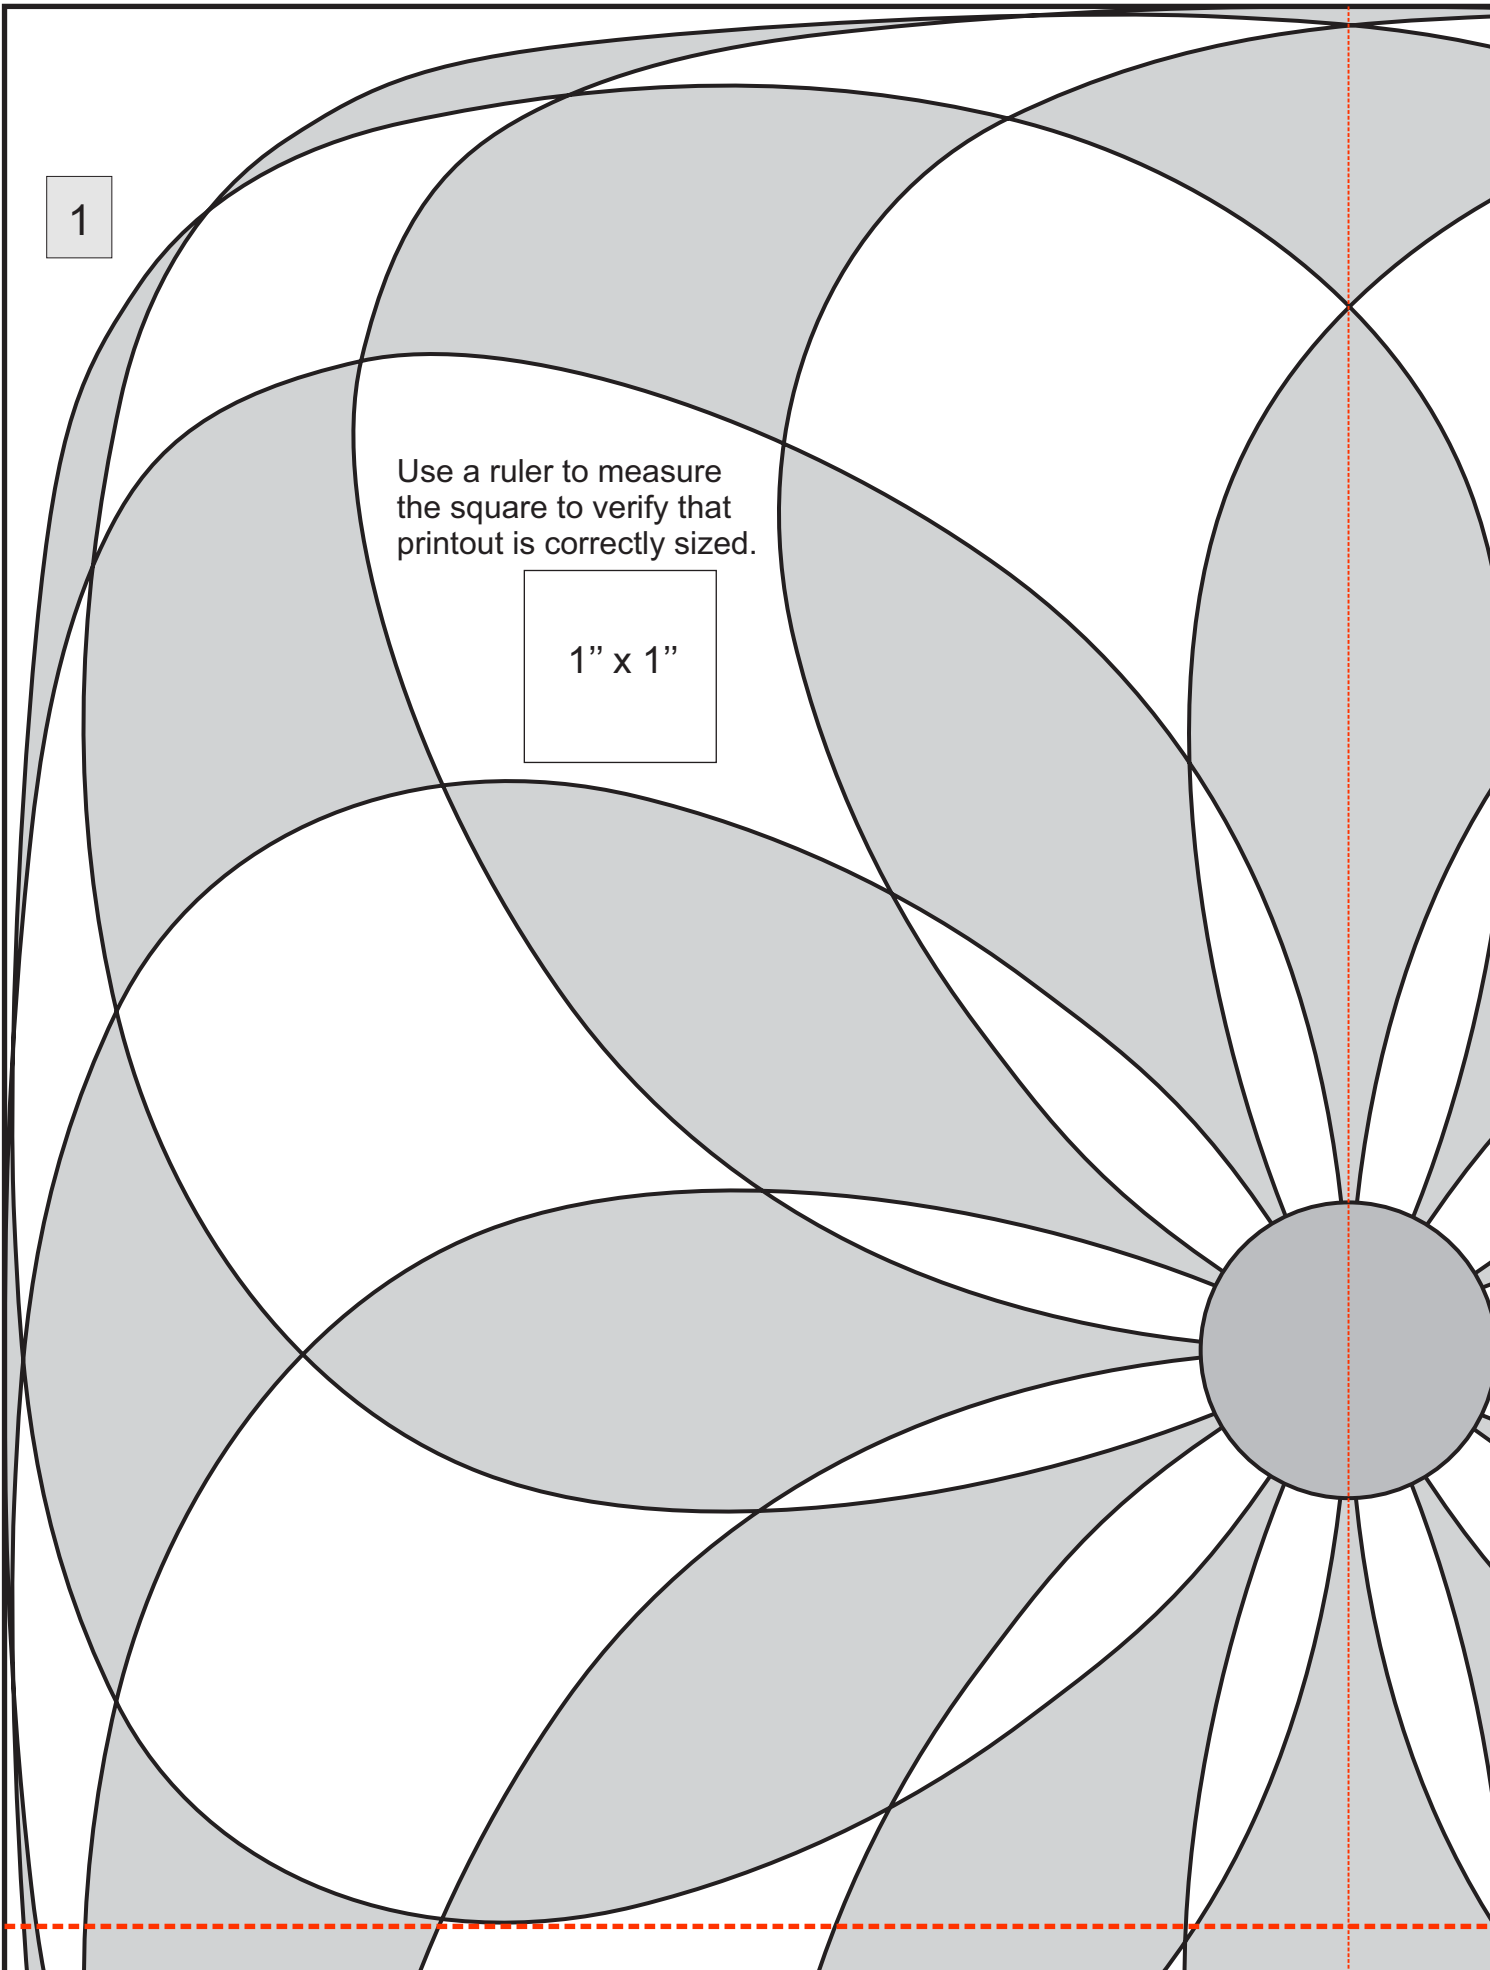 1
Use a ruler to measure
the square to verify that
printout is correctly sized.
1’’ x 1’’